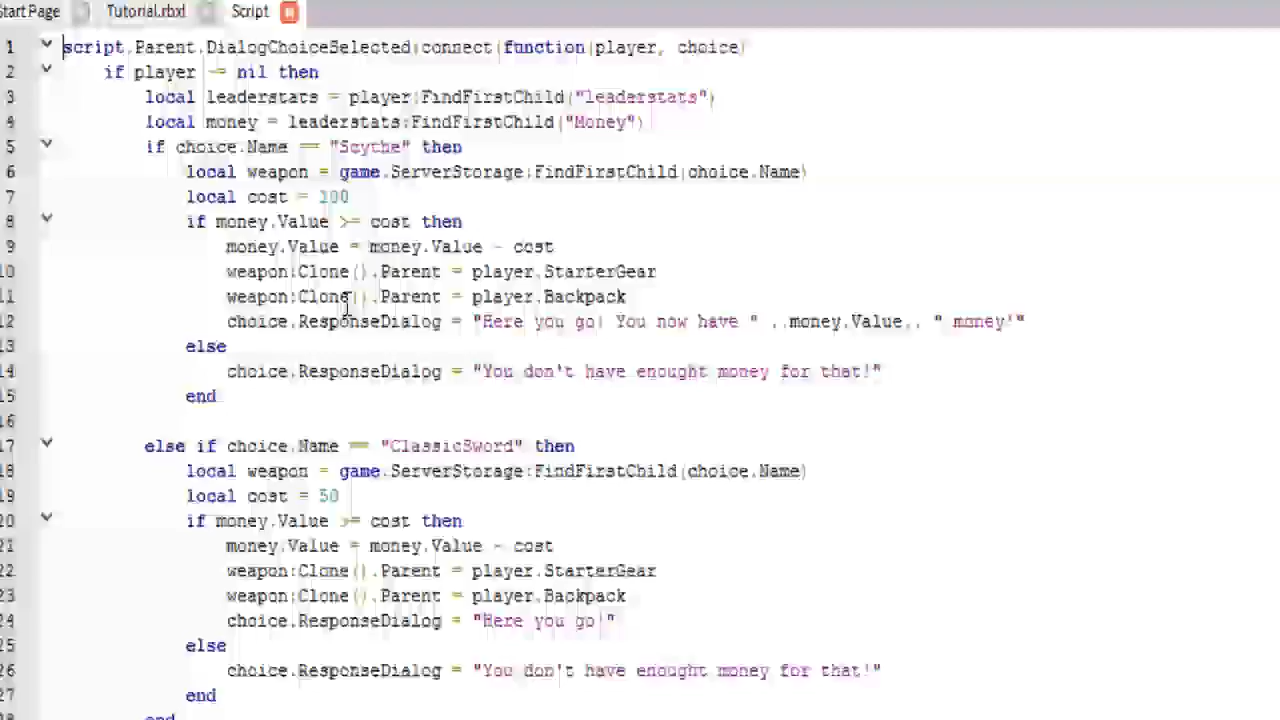 Start Page Tutorial.rbxl Script
1 script.Parent.DialogChoiceSelected:connect(function(player, choice)
2 if player ~= nil then
3 local leaderstats = player:FindFirstChild("leaderstats")
4 local money = leaderstats:FindFirstChild("Money")
5 if choice.Name == "Scythe" then
6 local weapon = game.ServerStorage:FindFirstChild(choice.Name)
7 local cost = 100
8 if money.Value >= cost then
9 money.Value = money.Value - cost
10 weapon:Clone().Parent = player.StarterGear
11 weapon:Clone().Parent = player.Backpack
12 choice.ResponseDialog = "Here you go! You now have " ..money.Value.. " money!"
13 else
14 choice.ResponseDialog = "You don't have enought money for that!"
15 end
16
17 else if choice.Name == "ClassicSword" then
18 local weapon = game.ServerStorage:FindFirstChild(choice.Name)
19 local cost = 50
20 if money.Value >= cost then
21 money.Value = money.Value - cost
22 weapon:Clone().Parent = player.StarterGear
23 weapon:Clone().Parent = player.Backpack
24 choice.ResponseDialog = "Here you go!"
25 else
26 choice.ResponseDialog = "You don't have enought money for that!"
27 end
28 end